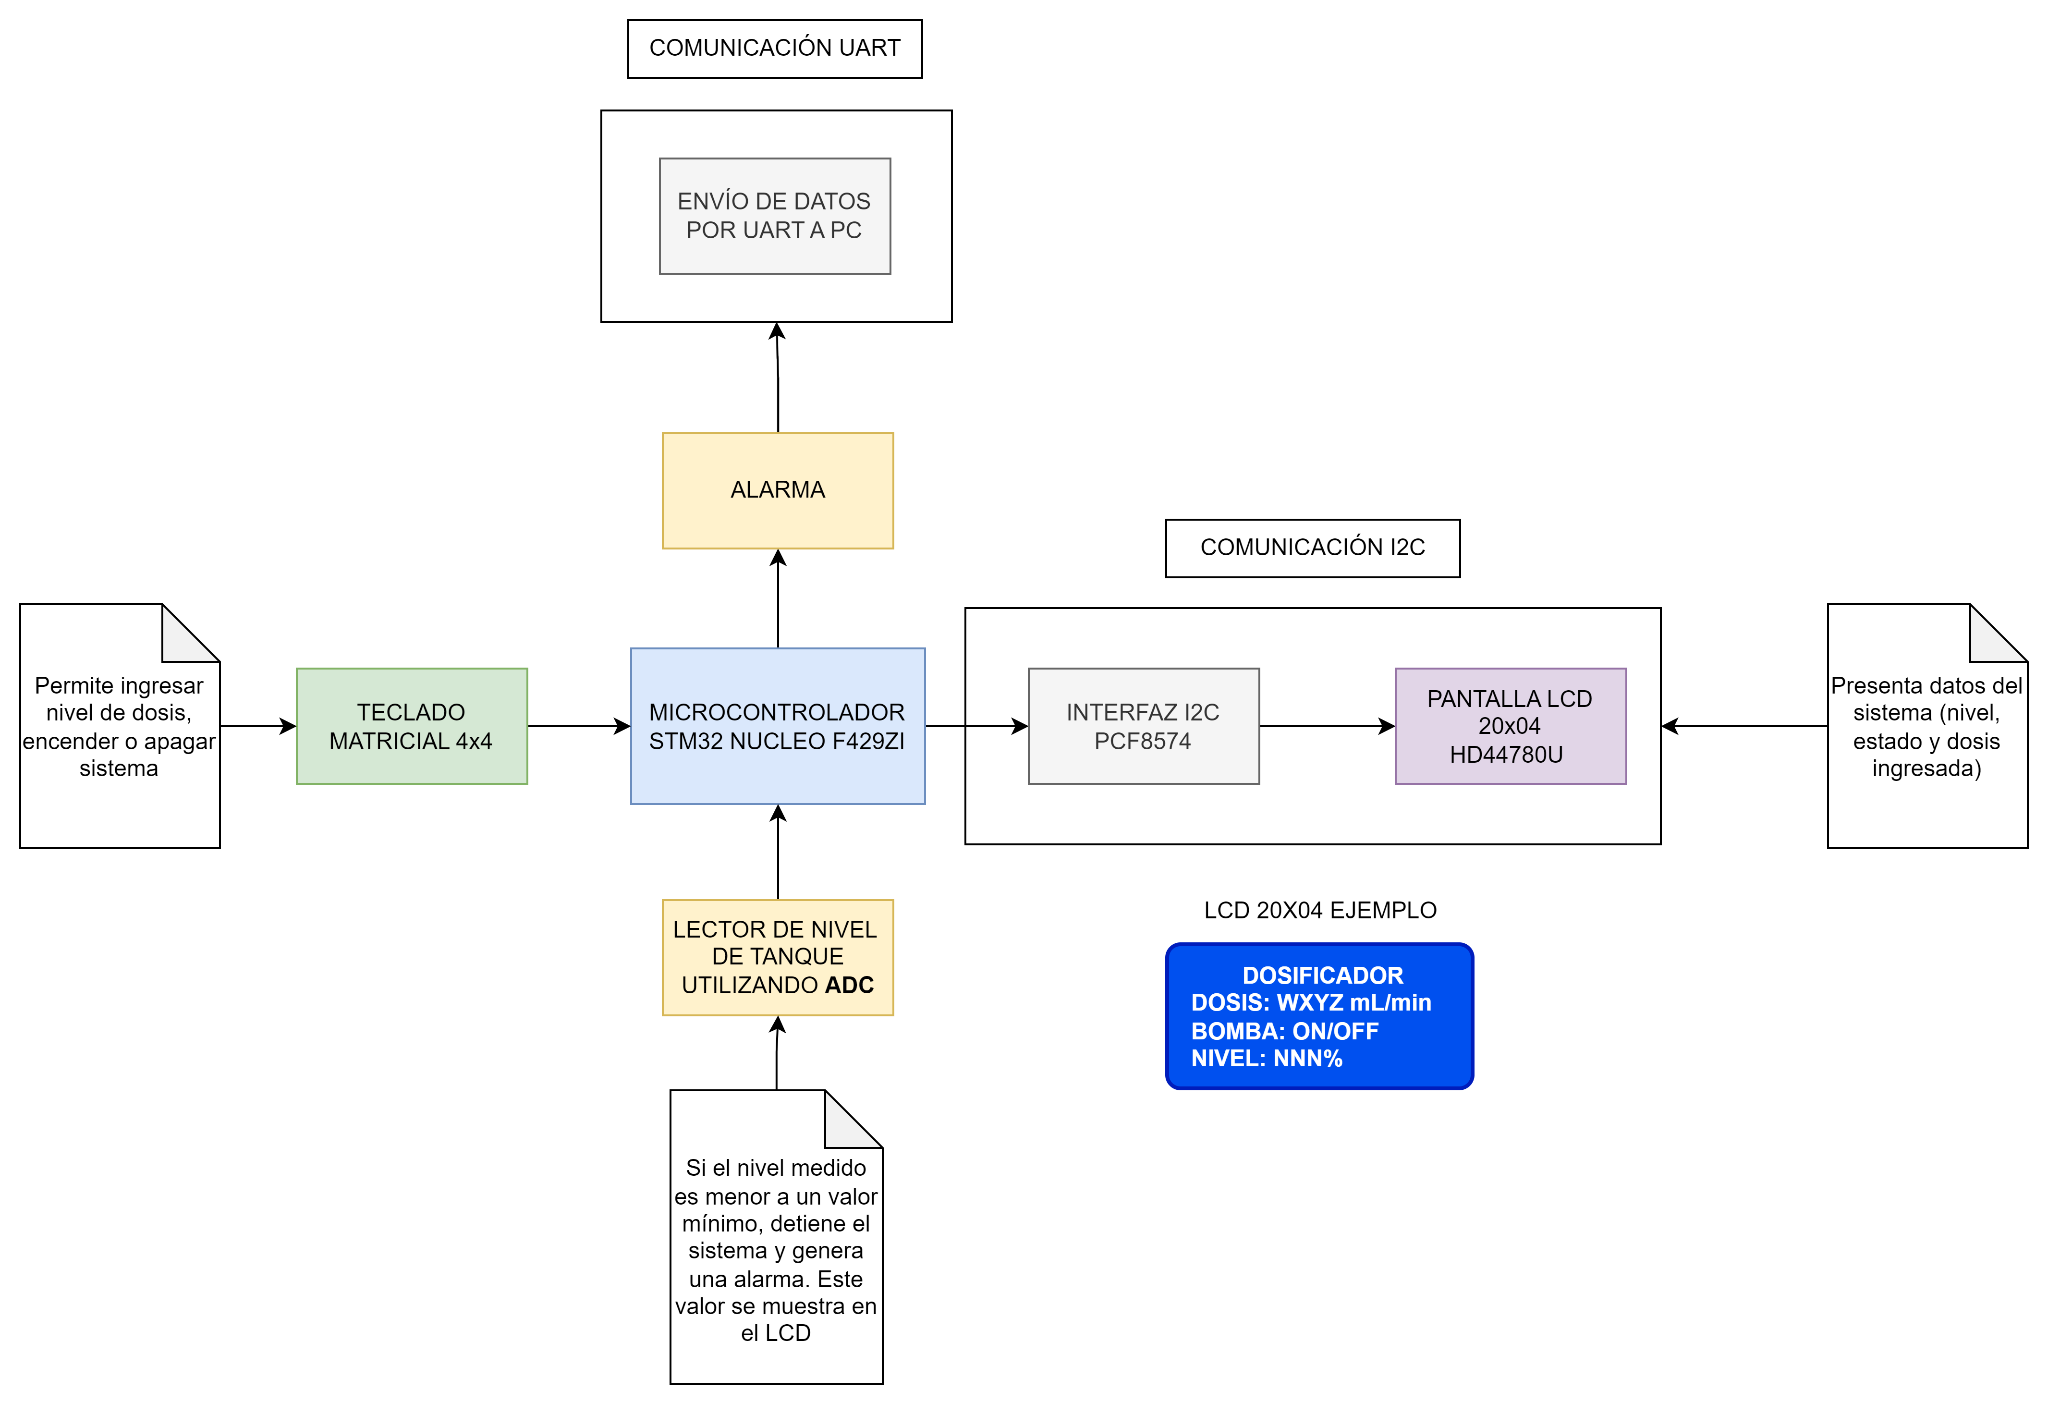 COMUNICACIÓN UART
ENVÍO DE DATOS
POR UART A PC
ALARMA
COMUNICACIÓN I2C
Permite ingresar
nivel de dosis,
encender o apagar
sistema
TECLADO
MATRICIAL 4x4
MICROCONTROLADOR
STM32 NUCLEO F429ZI
INTERFAZ I2C
PCF8574
PANTALLA LCD
20x04
HD44780U
Presenta datos del
sistema (nivel,
estado y dosis
ingresada)
LECTOR DE NIVEL
DE TANQUE
UTILIZANDO ADC
LCD 20X04 EJEMPLO
DOSIFICADOR
DOSIS: WXYZ mL/min
BOMBA: ON/OFF
NIVEL: NNN%
Si el nivel medido
es menor a un valor
mínimo, detiene el
sistema y genera
una alarma. Este
valor se muestra en
el LCD